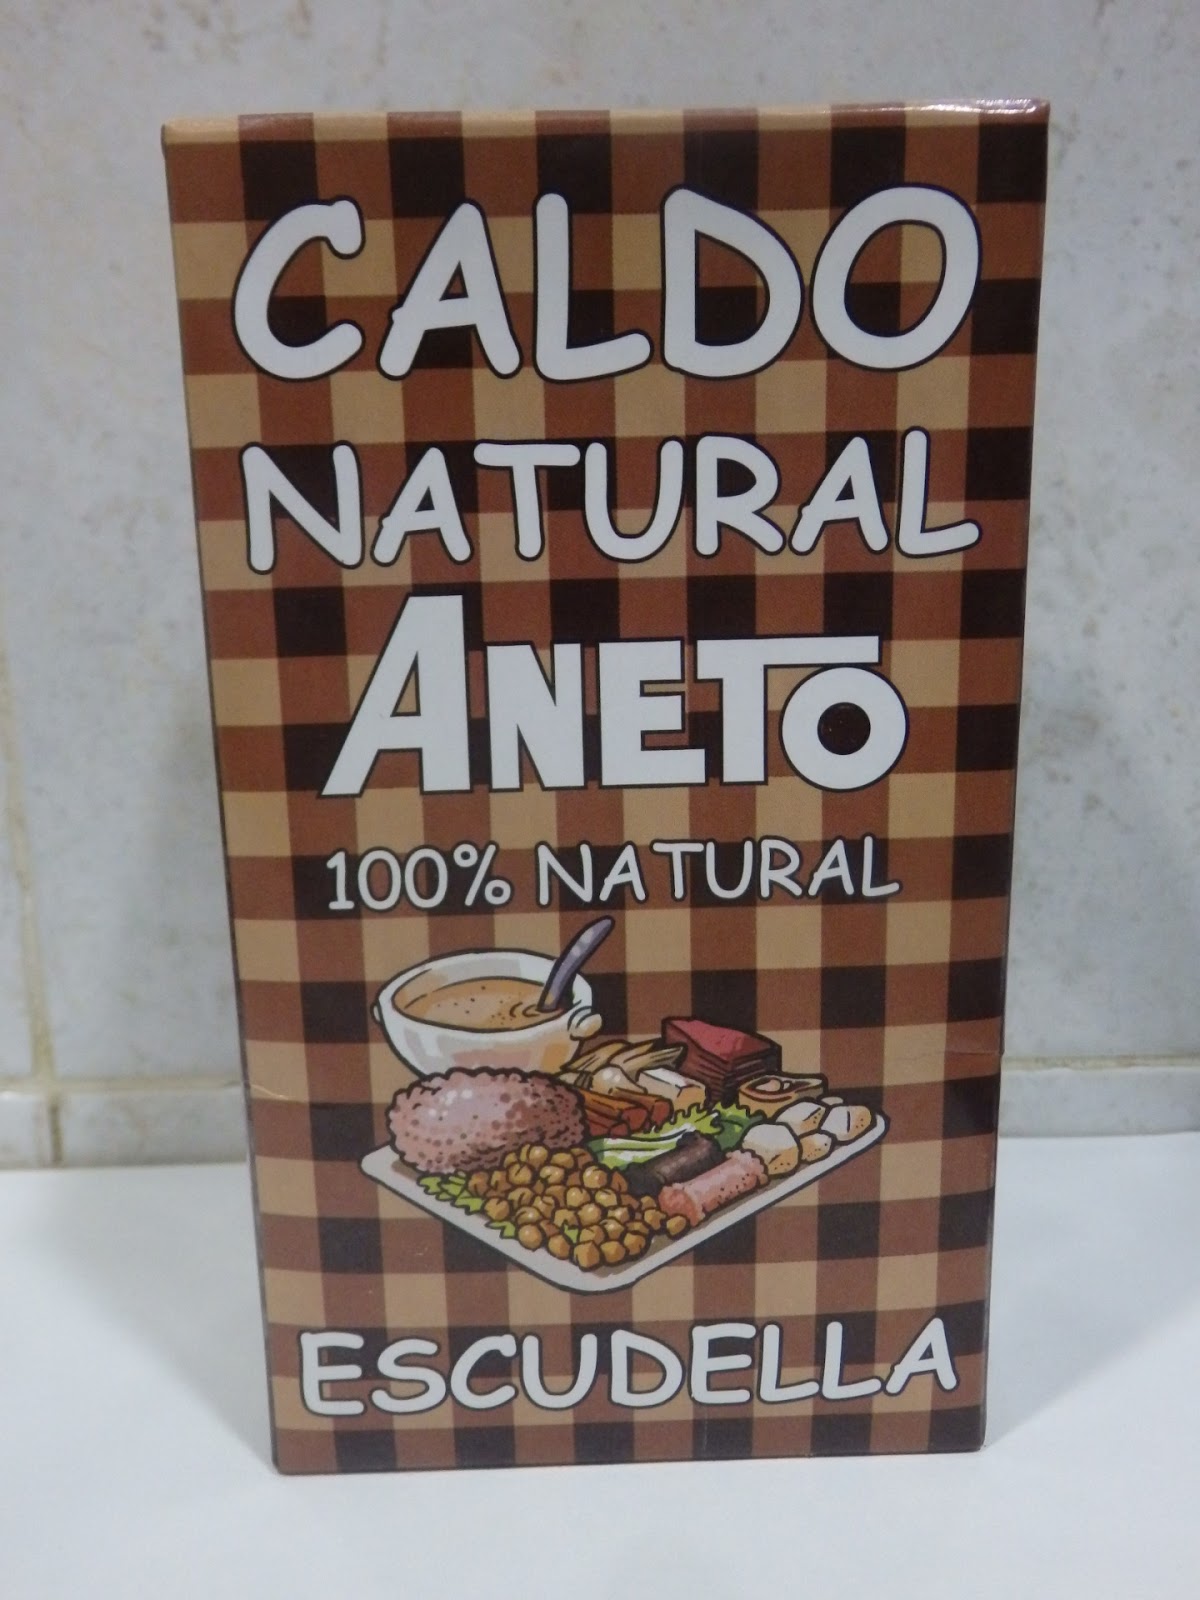 CALDO
NATURAL
ANETO
100% NATURAL
ESCUDELLA